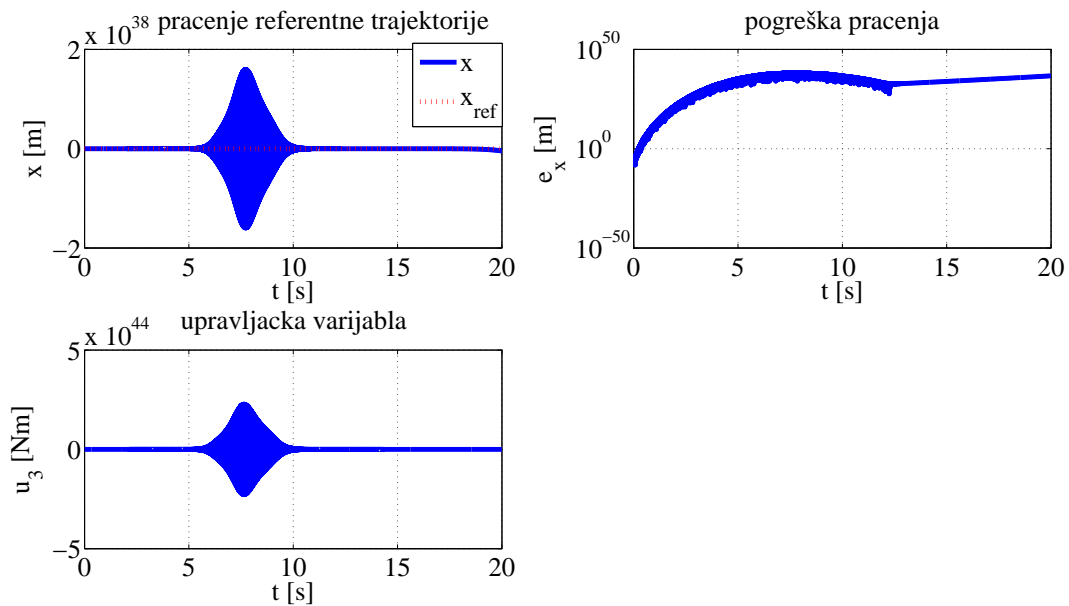 x 10^38 pracenje referentne trajektorije
2
0
−2
x [m]
x
x_ref
0 5 10 15 20
t [s]
pogreška pracenja
10^50
10^0
10^−50
e_x [m]
0 5 10 15 20
t [s]
x 10^44 upravljacka varijabla
5
0
−5
u_3 [Nm]
0 5 10 15 20
t [s]